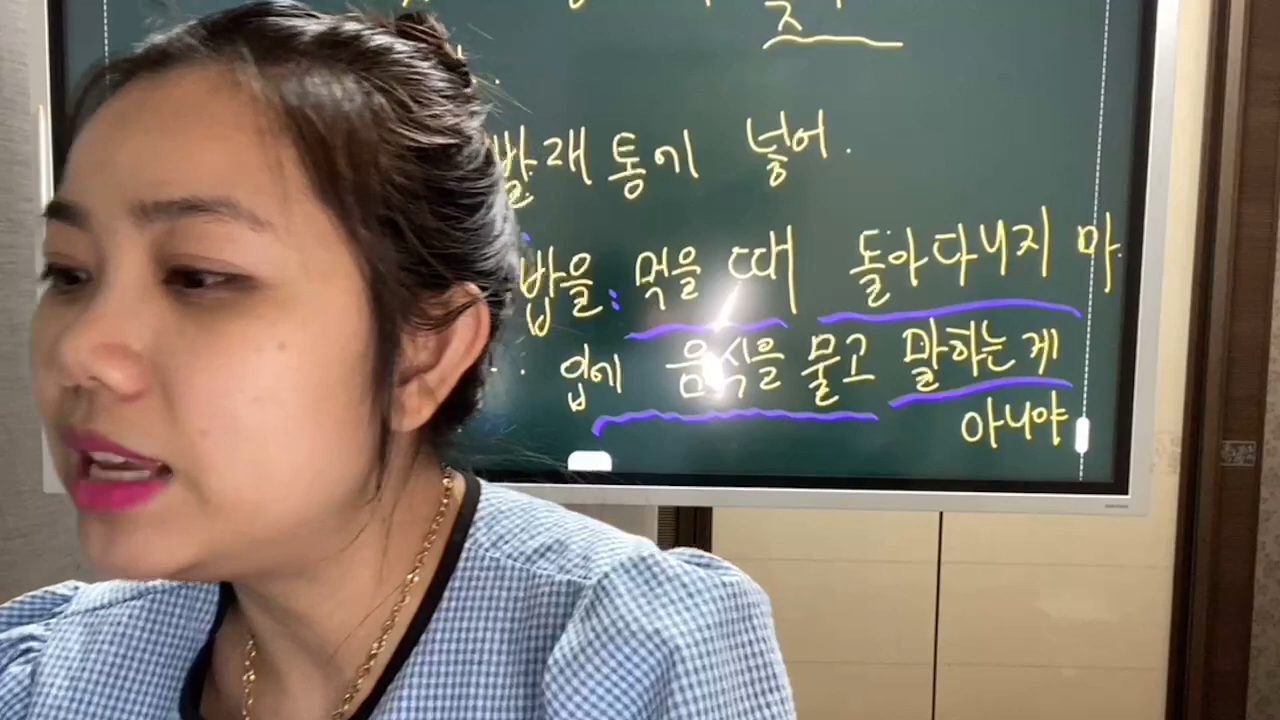 빨래 통에 넣어.
밥을 먹을 때 돌아다니지 마.
입에 음식을 물고 말하는 게
아니야